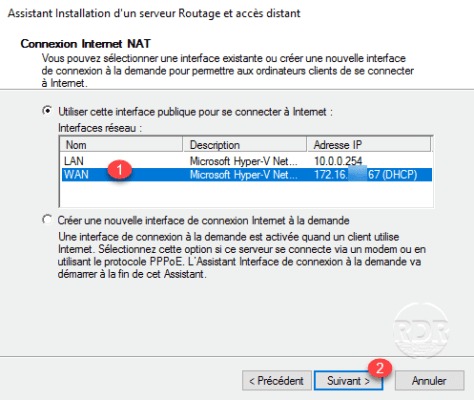 Assistant Installation d'un serveur Routage et accès distant
Connexion Internet NAT
Vous pouvez sélectionner une interface existante ou créer une nouvelle interface
de connexion à la demande pour permettre aux ordinateurs clients de se connecter
à Internet.
Utiliser cette interface publique pour se connecter à Internet :
Interfaces réseau :
Nom Description Adresse IP
LAN Microsoft Hyper-V Net... 10.0.0.254
WAN 1 Microsoft Hyper-V Net... 172.16. 67 (DHCP)
Créer une nouvelle interface de connexion Internet à la demande
Une interface de connexion à la demande est activée quand un client utilise
Internet. Sélectionnez cette option si ce serveur se connecte via un modem ou en
utilisant le protocole PPPoE. L'Assistant Interface de connexion à la demande va
démarrer à la fin de cet Assistant.
RDR
2
< Précédent Suivant > Annuler